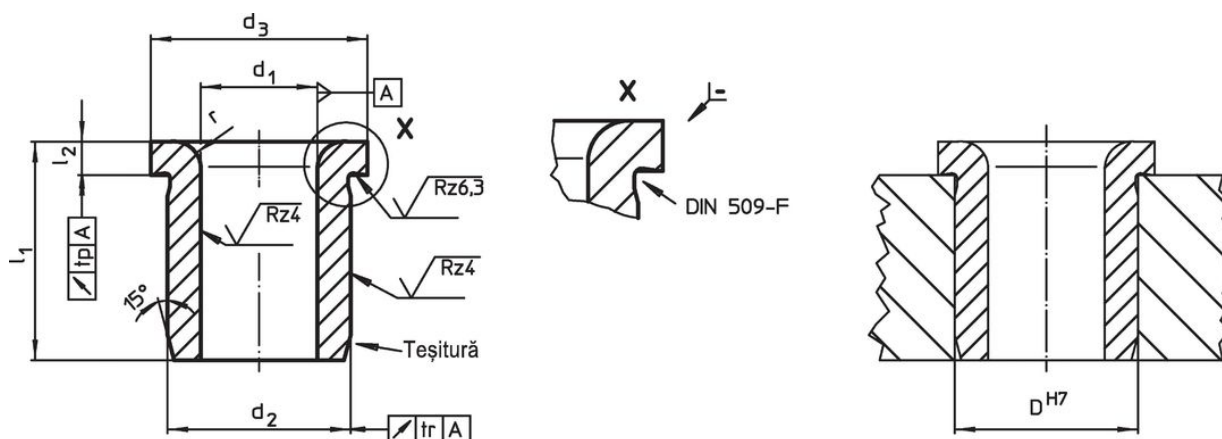 d3
d1
A
r
X
l2
Rz6,3
Rz4
tp A
l1
15°
Rz4
Teșitură
d2
tr A
X
DIN 509-F
D H7